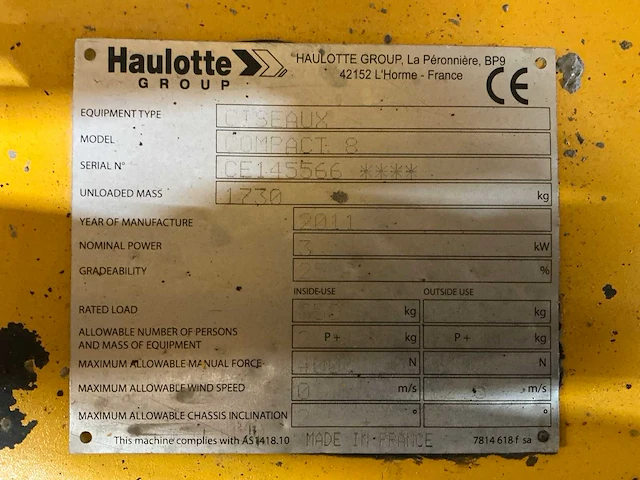 Haulotte
GROUP
HAULOTTE GROUP, La Péronnière, BP9
42152 L'Horme - France
CE
EQUIPMENT TYPE CISEAUX
MODEL COMPACT 8
SERIAL N° CE145566 ****
UNLOADED MASS 1730 kg
YEAR OF MANUFACTURE 2011
NOMINAL POWER 3 kW
GRADEABILITY %
INSIDE USE OUTSIDE USE
RATED LOAD kg kg
ALLOWABLE NUMBER OF PERSONS
AND MASS OF EQUIPMENT P + kg P + kg
MAXIMUM ALLOWABLE MANUAL FORCE N N
MAXIMUM ALLOWABLE WIND SPEED 0 m/s m/s
MAXIMUM ALLOWABLE CHASSIS INCLINATION ° °
This machine complies with AS1418.10 MADE IN FRANCE 7814 618 f sa